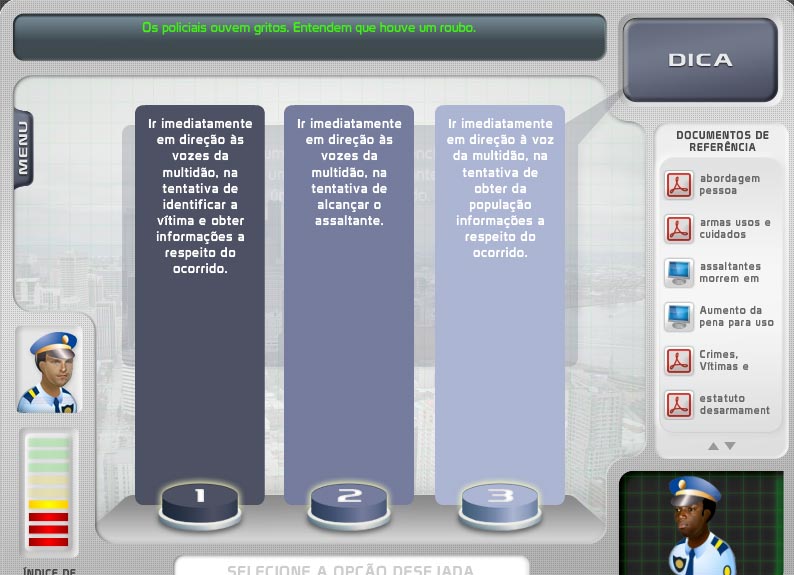 Os policiais ouvem gritos. Entendem que houve um roubo.
DICA
MENU
Ir imediatamente
em direção às
vozes da
multidão, na
tentativa de
identificar a
vítima e obter
informações a
respeito do
ocorrido.
Ir imediatamente
em direção às
vozes da
multidão, na
tentativa de
alcançar o
assaltante.
Ir imediatamente
em direção à voz
da multidão, na
tentativa de
obter da
população
informações a
respeito do
ocorrido.
1
2
3
DOCUMENTOS DE
REFERÊNCIA
abordagem
pessoa
armas usos e
cuidados
assaltantes
morrem em
Aumento da
pena para uso
Crimes,
Vítimas e
estatuto
desarmament
ÍNDICE DE
SELECIONE A OPÇÃO DESEJADA